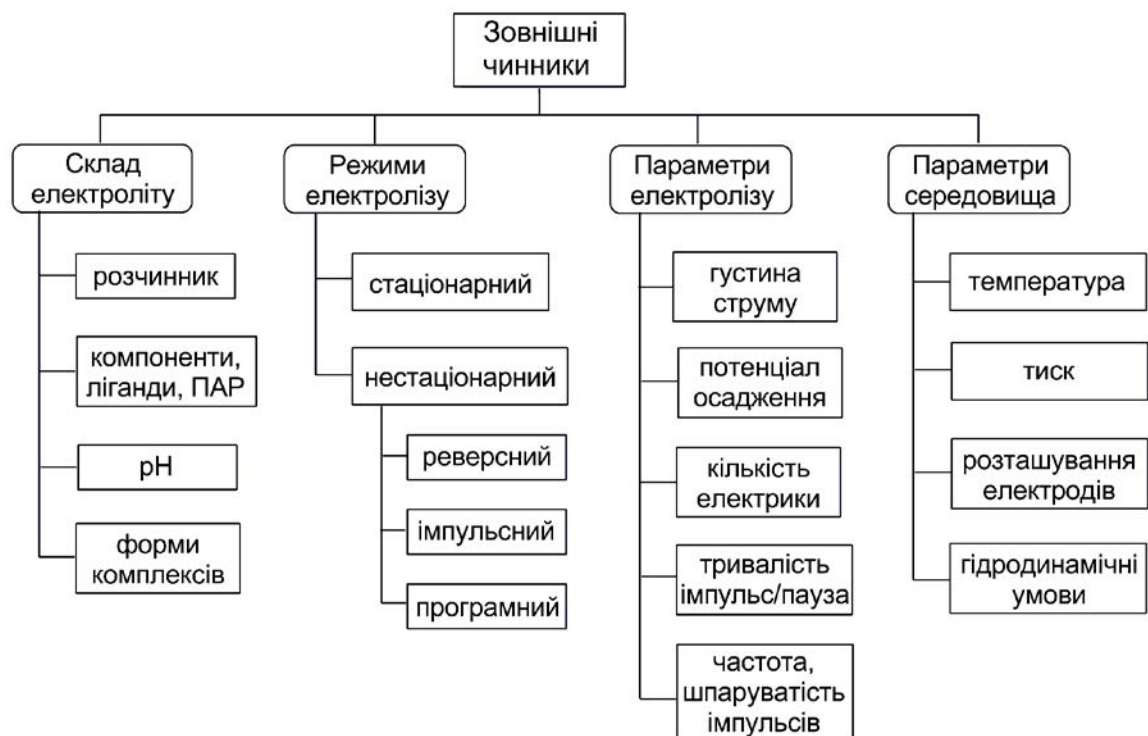 Зовнішні
чинники
Склад
електроліту
розчинник
компоненти,
ліганди, ПАР
pH
форми
комплексів
Режими
електролізу
стаціонарний
нестаціонарний
реверсний
імпульсний
програмний
Параметри
електролізу
густина
струму
потенціал
осадження
кількість
електрики
тривалість
імпульс/пауза
частота,
шпаруватість
імпульсів
Параметри
середовища
температура
тиск
розташування
електродів
гідродинамічні
умови